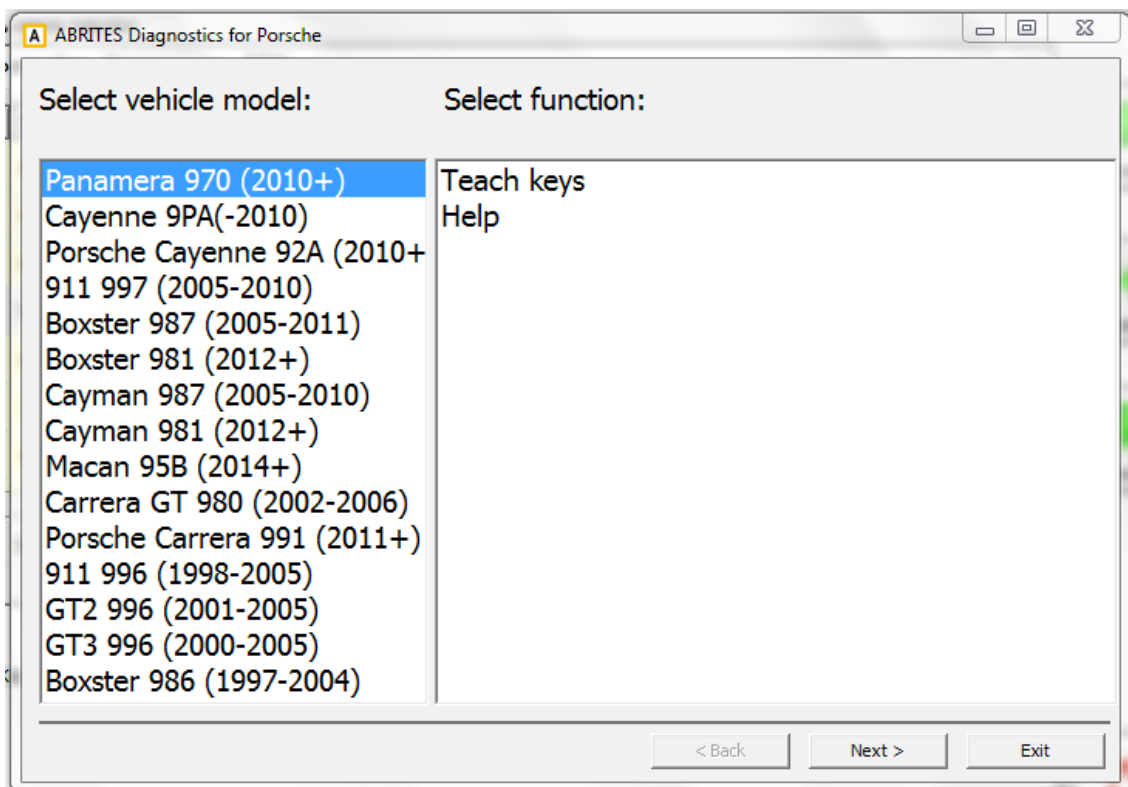 A ABRITES Diagnostics for Porsche
Select vehicle model:
Select function:
Panamera 970 (2010+)
Cayenne 9PA(-2010)
Porsche Cayenne 92A (2010+
911 997 (2005-2010)
Boxster 987 (2005-2011)
Boxster 981 (2012+)
Cayman 987 (2005-2010)
Cayman 981 (2012+)
Macan 95B (2014+)
Carrera GT 980 (2002-2006)
Porsche Carrera 991 (2011+)
911 996 (1998-2005)
GT2 996 (2001-2005)
GT3 996 (2000-2005)
Boxster 986 (1997-2004)
Teach keys
Help
< Back
Next >
Exit